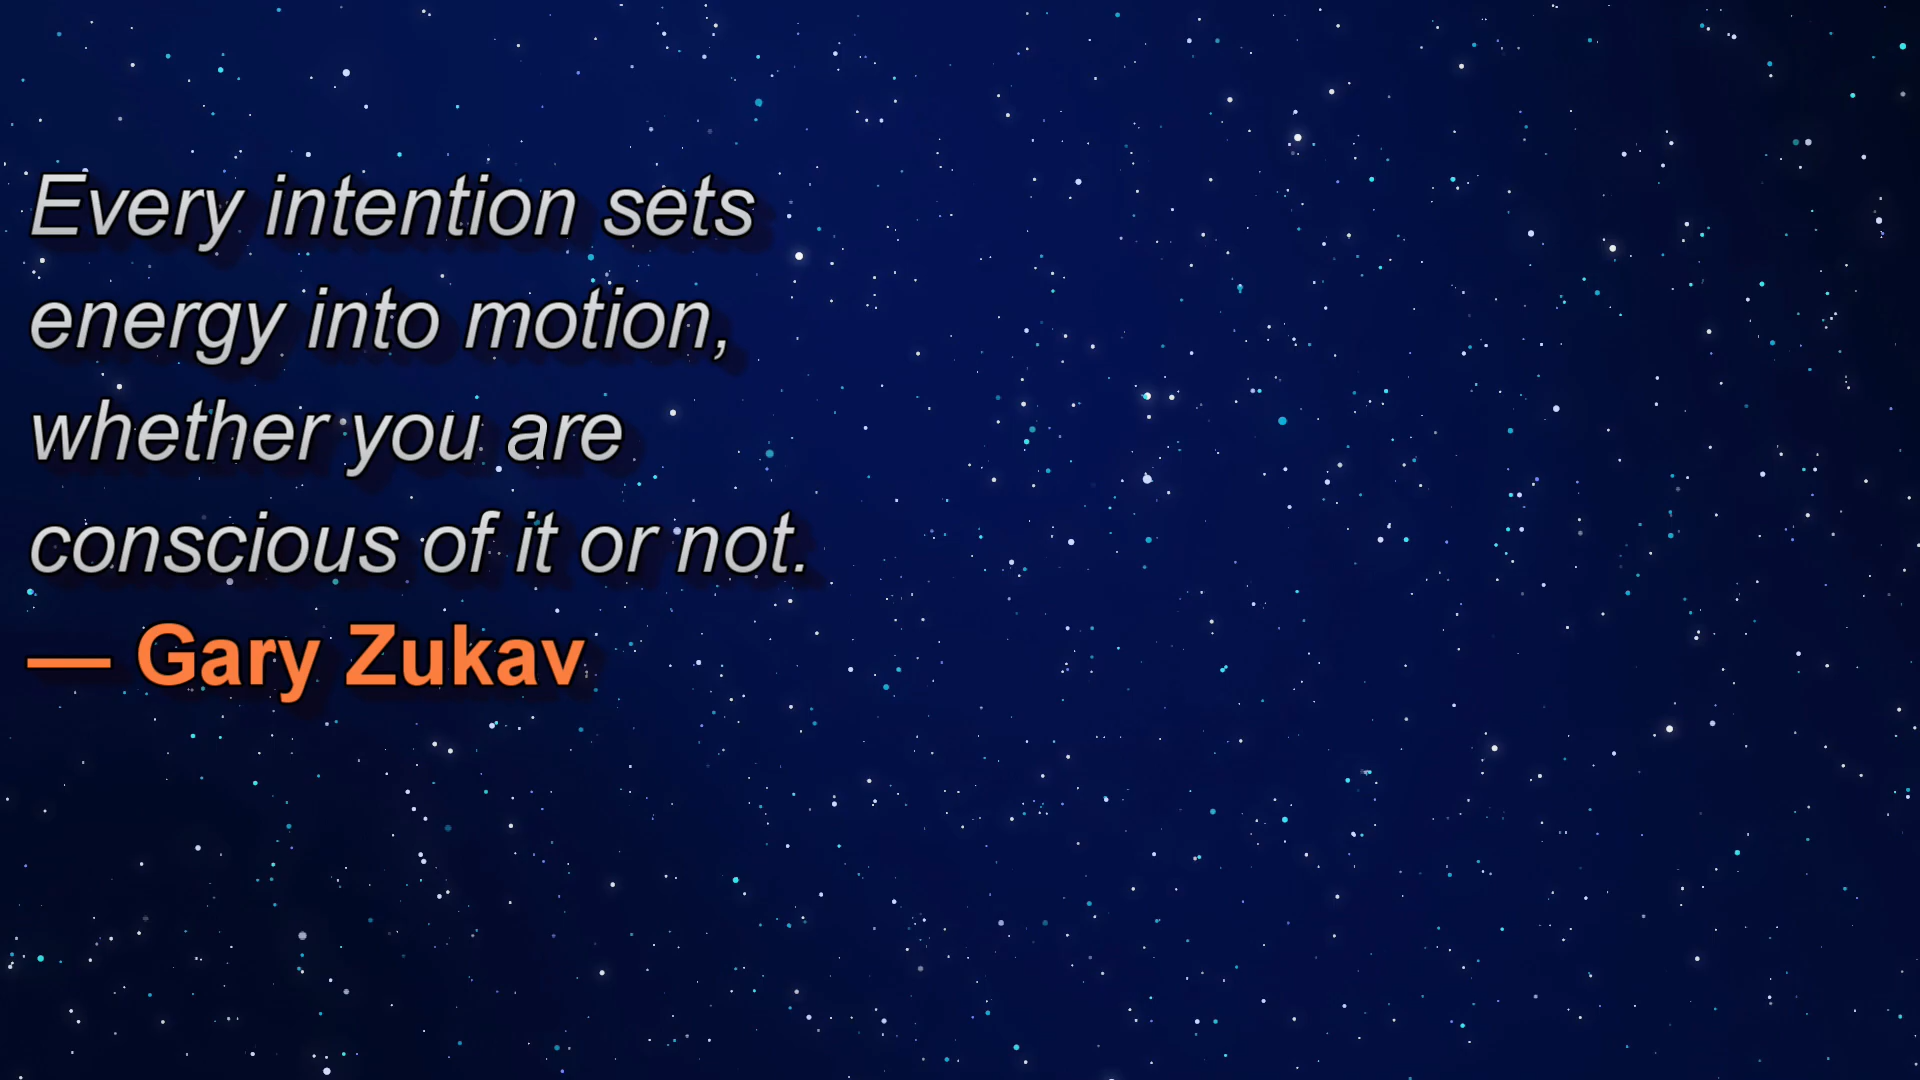 Every intention sets
energy into motion,
whether you are
conscious of it or not.
— Gary Zukav